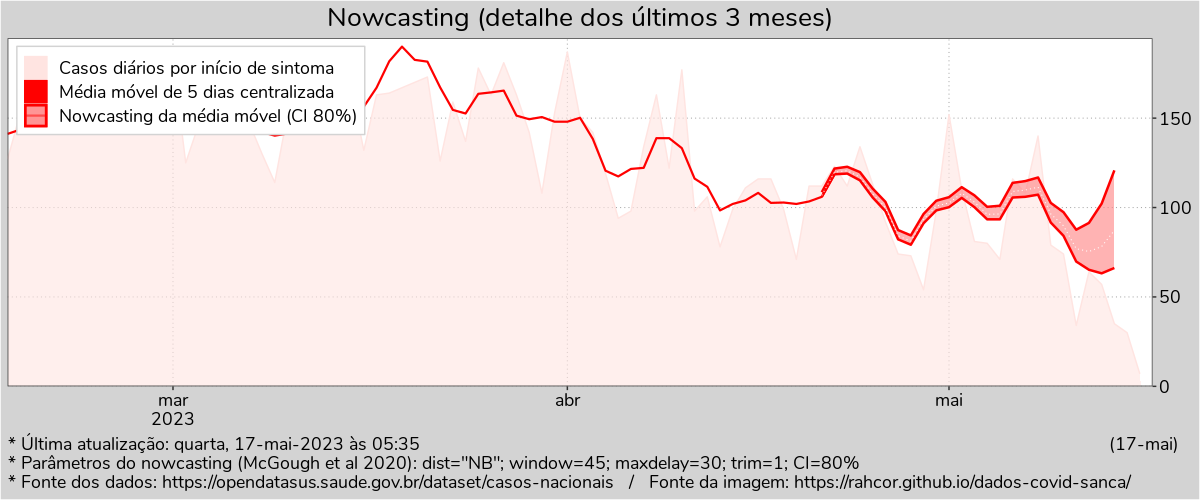 Nowcasting (detalhe dos últimos 3 meses)
Casos diários por início de sintoma
Média móvel de 5 dias centralizada
Nowcasting da média móvel (CI 80%)
150
100
50
0
mar
2023
abr
mai
* Última atualização: quarta, 17-mai-2023 às 05:35
(17-mai)
* Parâmetros do nowcasting (McGough et al 2020): dist="NB"; window=45; maxdelay=30; trim=1; CI=80%
* Fonte dos dados: https://opendatasus.saude.gov.br/dataset/casos-nacionais / Fonte da imagem: https://rahcor.github.io/dados-covid-sanca/